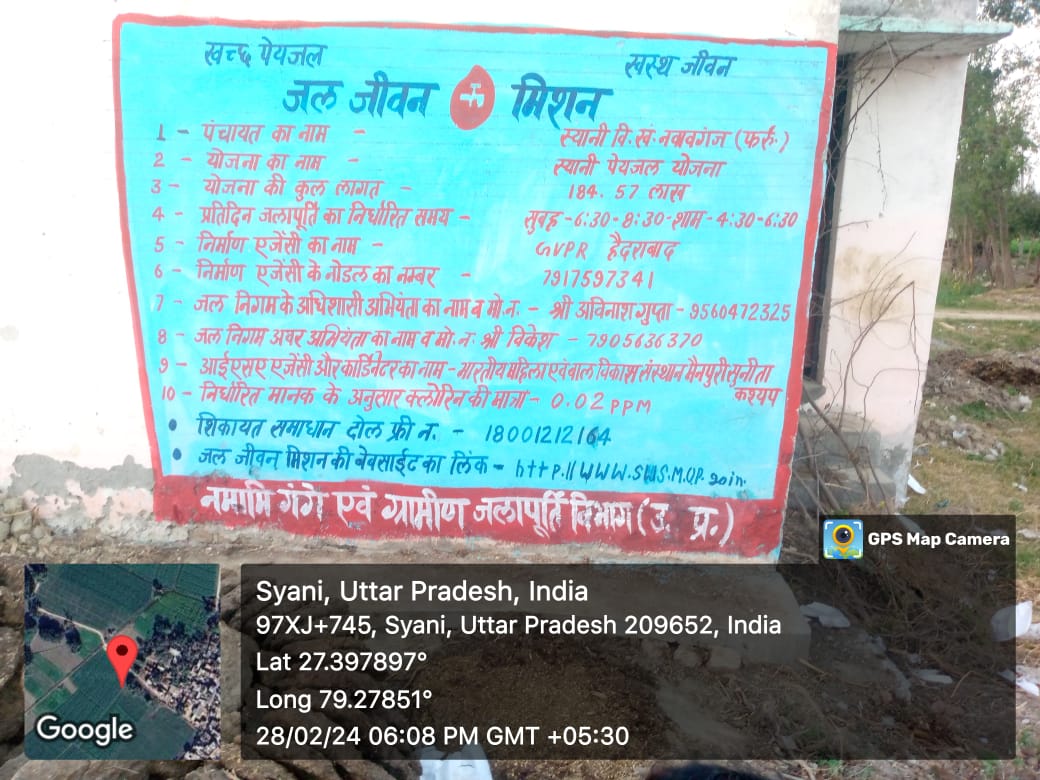 स्वच्छ पेयजल स्वस्थ जीवन
जल जीवन मिशन
1 - पंचायत का नाम - स्यानी वि.खं.नवाबगंज (फर्रु.)
2 - योजना का नाम - स्यानी पेयजल योजना
3 - योजना की कुल लागत - 184.57 लाख
4 - प्रतिदिन जलापूर्ति का निर्धारित समय - सुबह-6:30-8:30-शाम-4:30-6:30
5 - निर्माण एजेंसी का नाम - GVPR हैदराबाद
6 - निर्माण एजेंसी के नोडल का नम्बर - 7917597341
7 - जल निगम के अधिशासी अभियंता का नाम व मो.न. - श्री अविनाश गुप्ता - 9560472325
8 - जल निगम अवर अभियंता का नाम व मो.न. श्री विकेश - 7905636370
9 - आईएसए एजेंसी और कार्डिनेटर का नाम - भारतीय महिला एवं बाल विकास संस्थान मैनपुरी सुनीता
कश्यप
10 - निर्धारित मानक के अनुसार क्लोरिन की मात्रा - 0.02 PPM
• शिकायत समाधान टोल फ्री न. - 18001212164
• जल जीवन मिशन की वेबसाईट का लिंक - http.//WWW.SWS.M.OP.goin.
नमामि गंगे एवं ग्रामीण जलापूर्ति विभाग (उ. प्र.)
GPS Map Camera
Syani, Uttar Pradesh, India
97XJ+745, Syani, Uttar Pradesh 209652, India
Lat 27.397897°
Long 79.27851°
28/02/24 06:08 PM GMT +05:30
Google